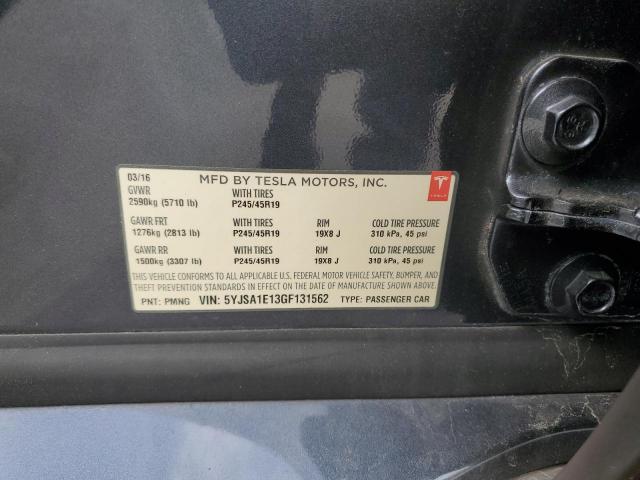 03/16 MFD BY TESLA MOTORS, INC.
GVWR WITH TIRES
2590kg (5710 lb) P245/45R19
TESLA
GAWR FRT WITH TIRES RIM COLD TIRE PRESSURE
1276kg (2813 lb) P245/45R19 19X8 J 310 kPa, 45 psi
GAWR RR WITH TIRES RIM COLD TIRE PRESSURE
1500kg (3307 lb) P245/45R19 19X8 J 310 kPa, 45 psi
THIS VEHICLE CONFORMS TO ALL APPLICABLE U.S. FEDERAL MOTOR VEHICLE SAFETY, BUMPER, AND
THEFT PREVENTION STANDARDS IN EFFECT ON THE DATE OF MANUFACTURE SHOWN ABOVE.
PNT: PMNG VIN: 5YJSA1E13GF131562 TYPE: PASSENGER CAR